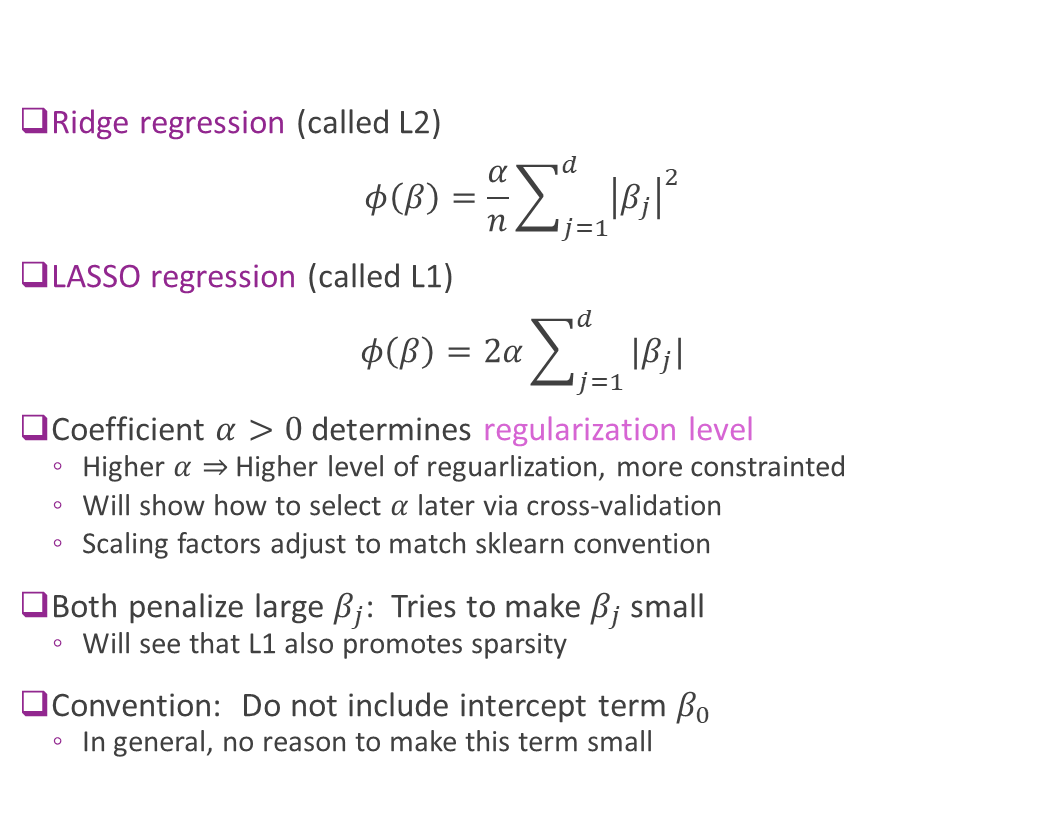 ❑Ridge regression (called L2)
𝜙(𝛽) = 𝛼/𝑛 ∑_{𝑗=1}^{𝑑} |𝛽_𝑗|^2
❑LASSO regression (called L1)
𝜙(𝛽) = 2𝛼 ∑_{𝑗=1}^{𝑑} |𝛽_𝑗|
❑Coefficient 𝛼 > 0 determines regularization level
◦ Higher 𝛼 ⇒ Higher level of reguarlization, more constrainted
◦ Will show how to select 𝛼 later via cross-validation
◦ Scaling factors adjust to match sklearn convention
❑Both penalize large 𝛽_𝑗: Tries to make 𝛽_𝑗 small
◦ Will see that L1 also promotes sparsity
❑Convention: Do not include intercept term 𝛽_0
◦ In general, no reason to make this term small